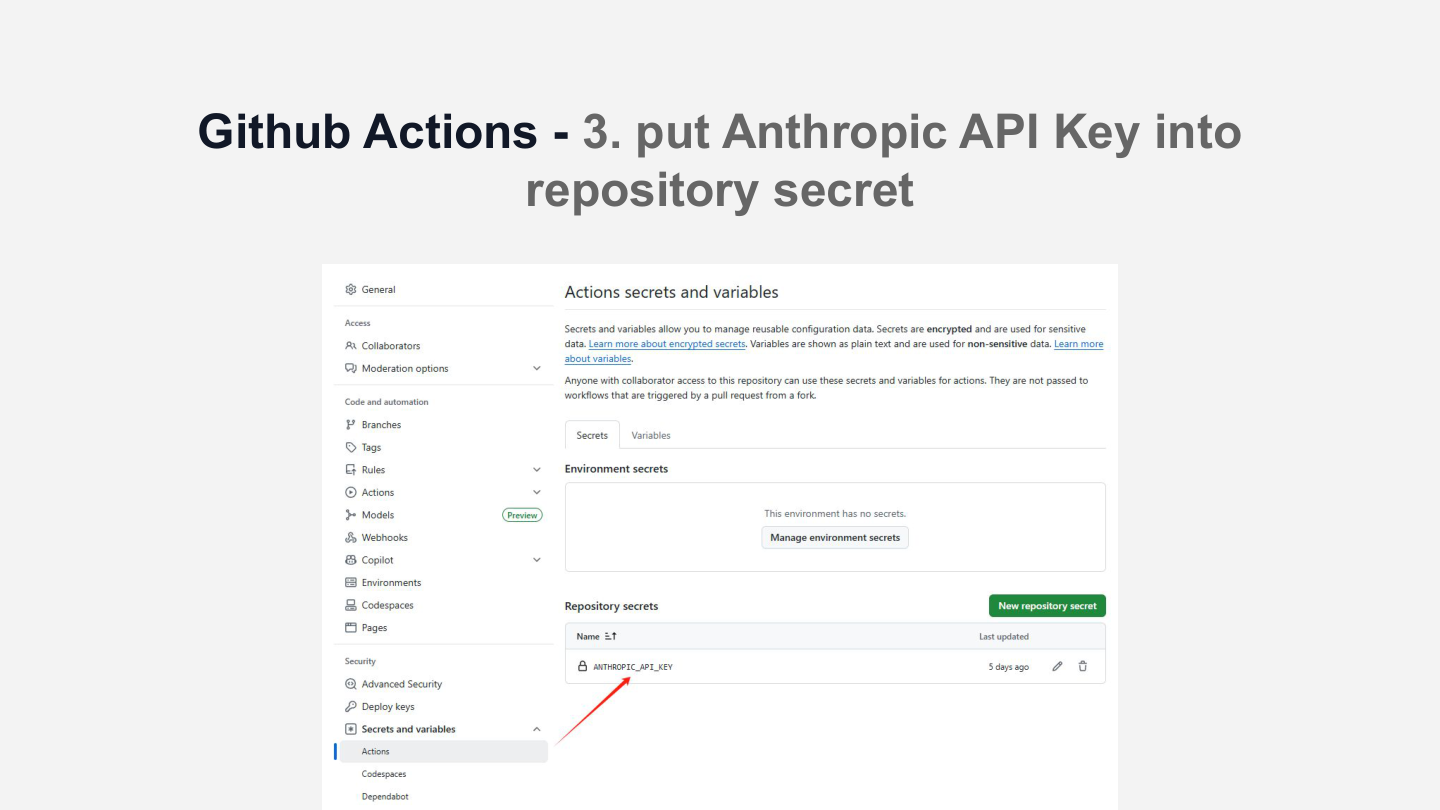 Github Actions - 3. put Anthropic API Key into
repository secret
General
Access
Collaborators
Moderation options
Code and automation
Branches
Tags
Rules
Actions
Models
Preview
Webhooks
Copilot
Environments
Codespaces
Pages
Security
Advanced Security
Deploy keys
Secrets and variables
Actions
Codespaces
Dependabot
Actions secrets and variables
Secrets and variables allow you to manage reusable configuration data. Secrets are encrypted and are used for sensitive
data. Learn more about encrypted secrets. Variables are shown as plain text and are used for non-sensitive data. Learn more
about variables.
Anyone with collaborator access to this repository can use these secrets and variables for actions. They are not passed to
workflows that are triggered by a pull request from a fork.
Secrets Variables
Environment secrets
This environment has no secrets.
Manage environment secrets
Repository secrets New repository secret
Name Last updated
ANTHROPIC_API_KEY 5 days ago